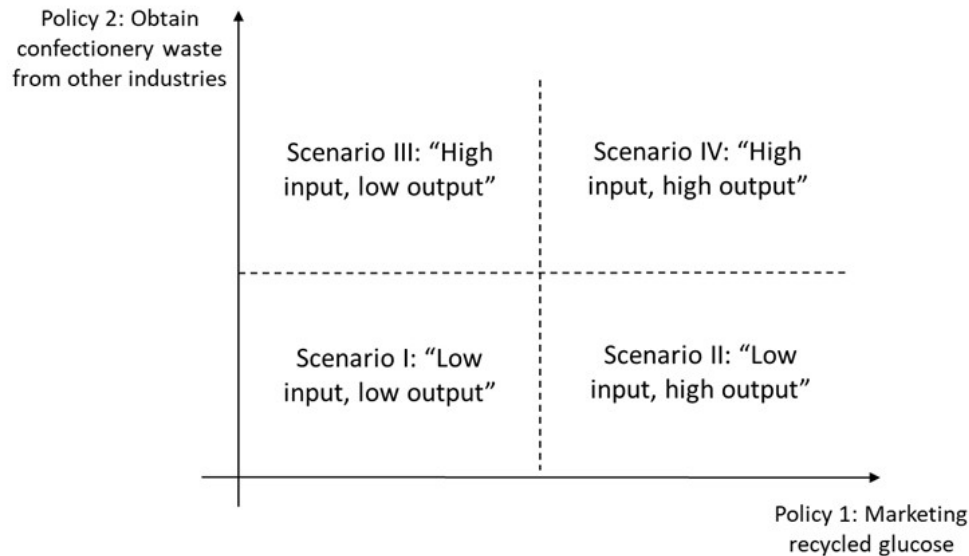 Policy 2: Obtain
confectionery waste
from other industries
Scenario III: “High
input, low output”
Scenario IV: “High
input, high output”
Scenario I: “Low
input, low output”
Scenario II: “Low
input, high output”
Policy 1: Marketing
recycled glucose